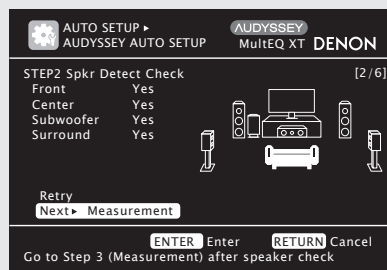 AUTO SETUP ▸
AUDYSSEY AUTO SETUP
AUDYSSEY
MultEQ XT DENON
STEP2 Spkr Detect Check [2/6]
Front Yes
Center Yes
Subwoofer Yes
Surround Yes
Retry
Next▸ Measurement
ENTER Enter RETURN Cancel
Go to Step 3 (Measurement) after speaker check